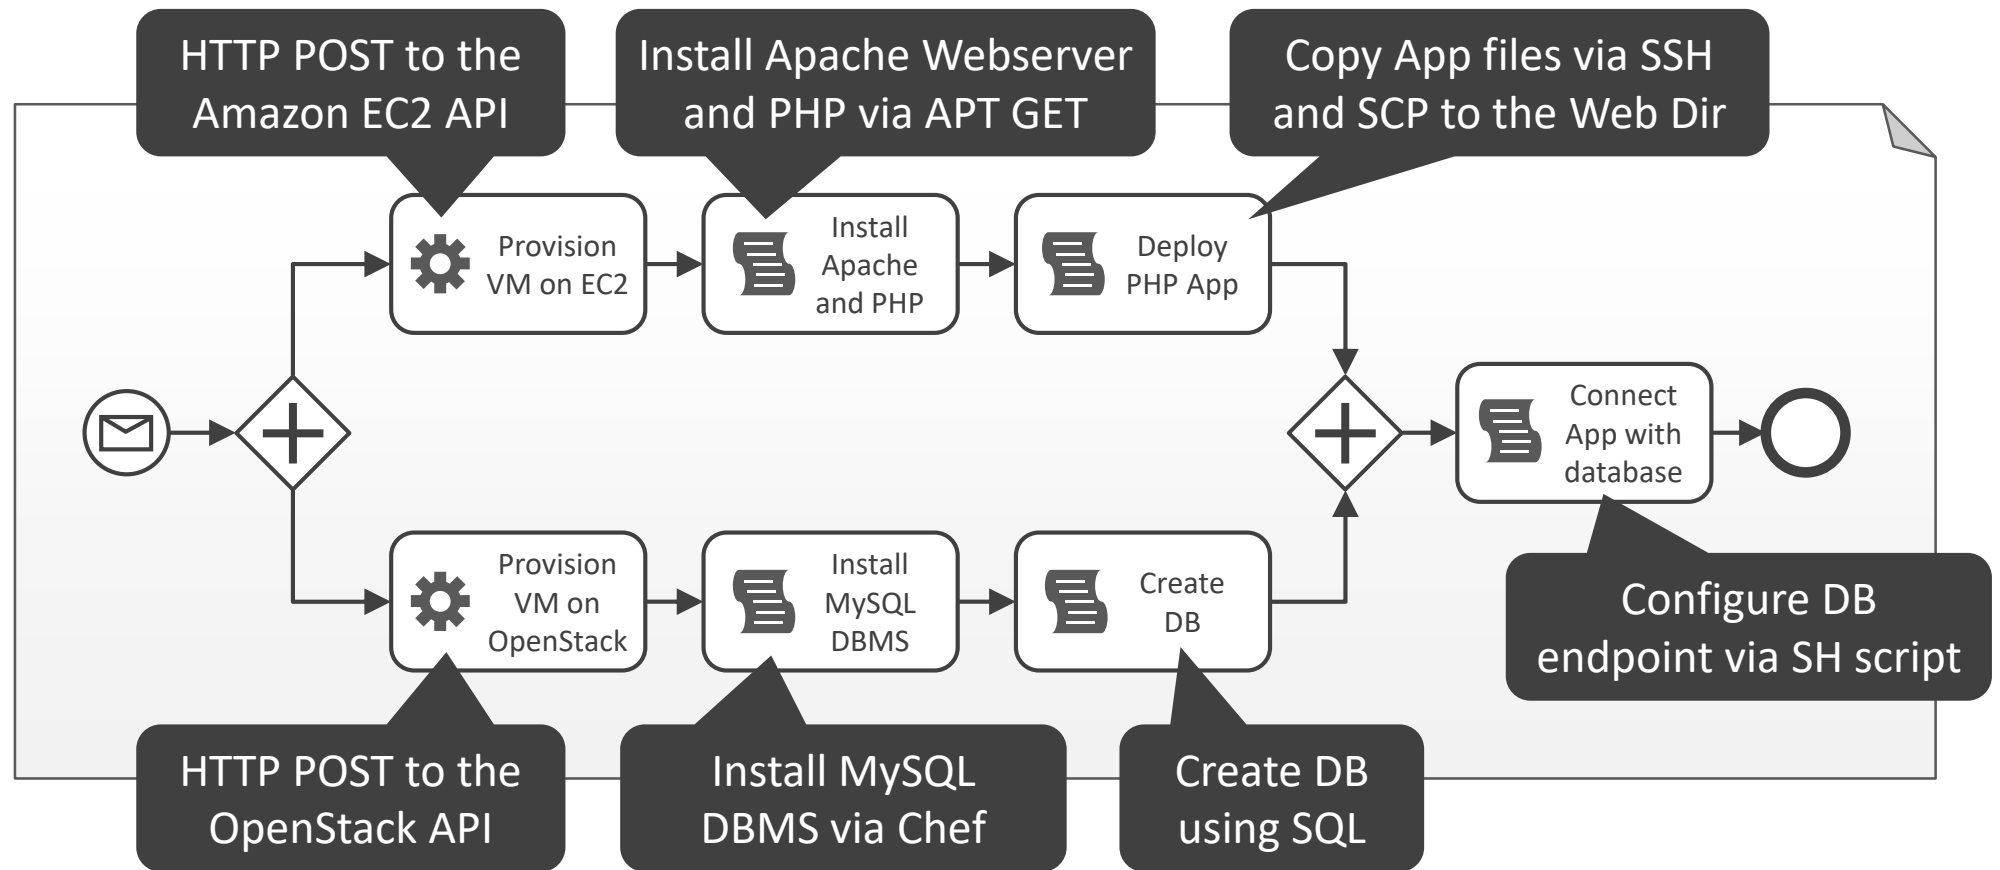 HTTP POST to the
Amazon EC2 API
Install Apache Webserver
and PHP via APT GET
Copy App files via SSH
and SCP to the Web Dir
Provision
VM on EC2
Install
Apache
and PHP
Deploy
PHP App
Connect
App with
database
Provision
VM on
OpenStack
Install
MySQL
DBMS
Create
DB
Configure DB
endpoint via SH script
HTTP POST to the
OpenStack API
Install MySQL
DBMS via Chef
Create DB
using SQL